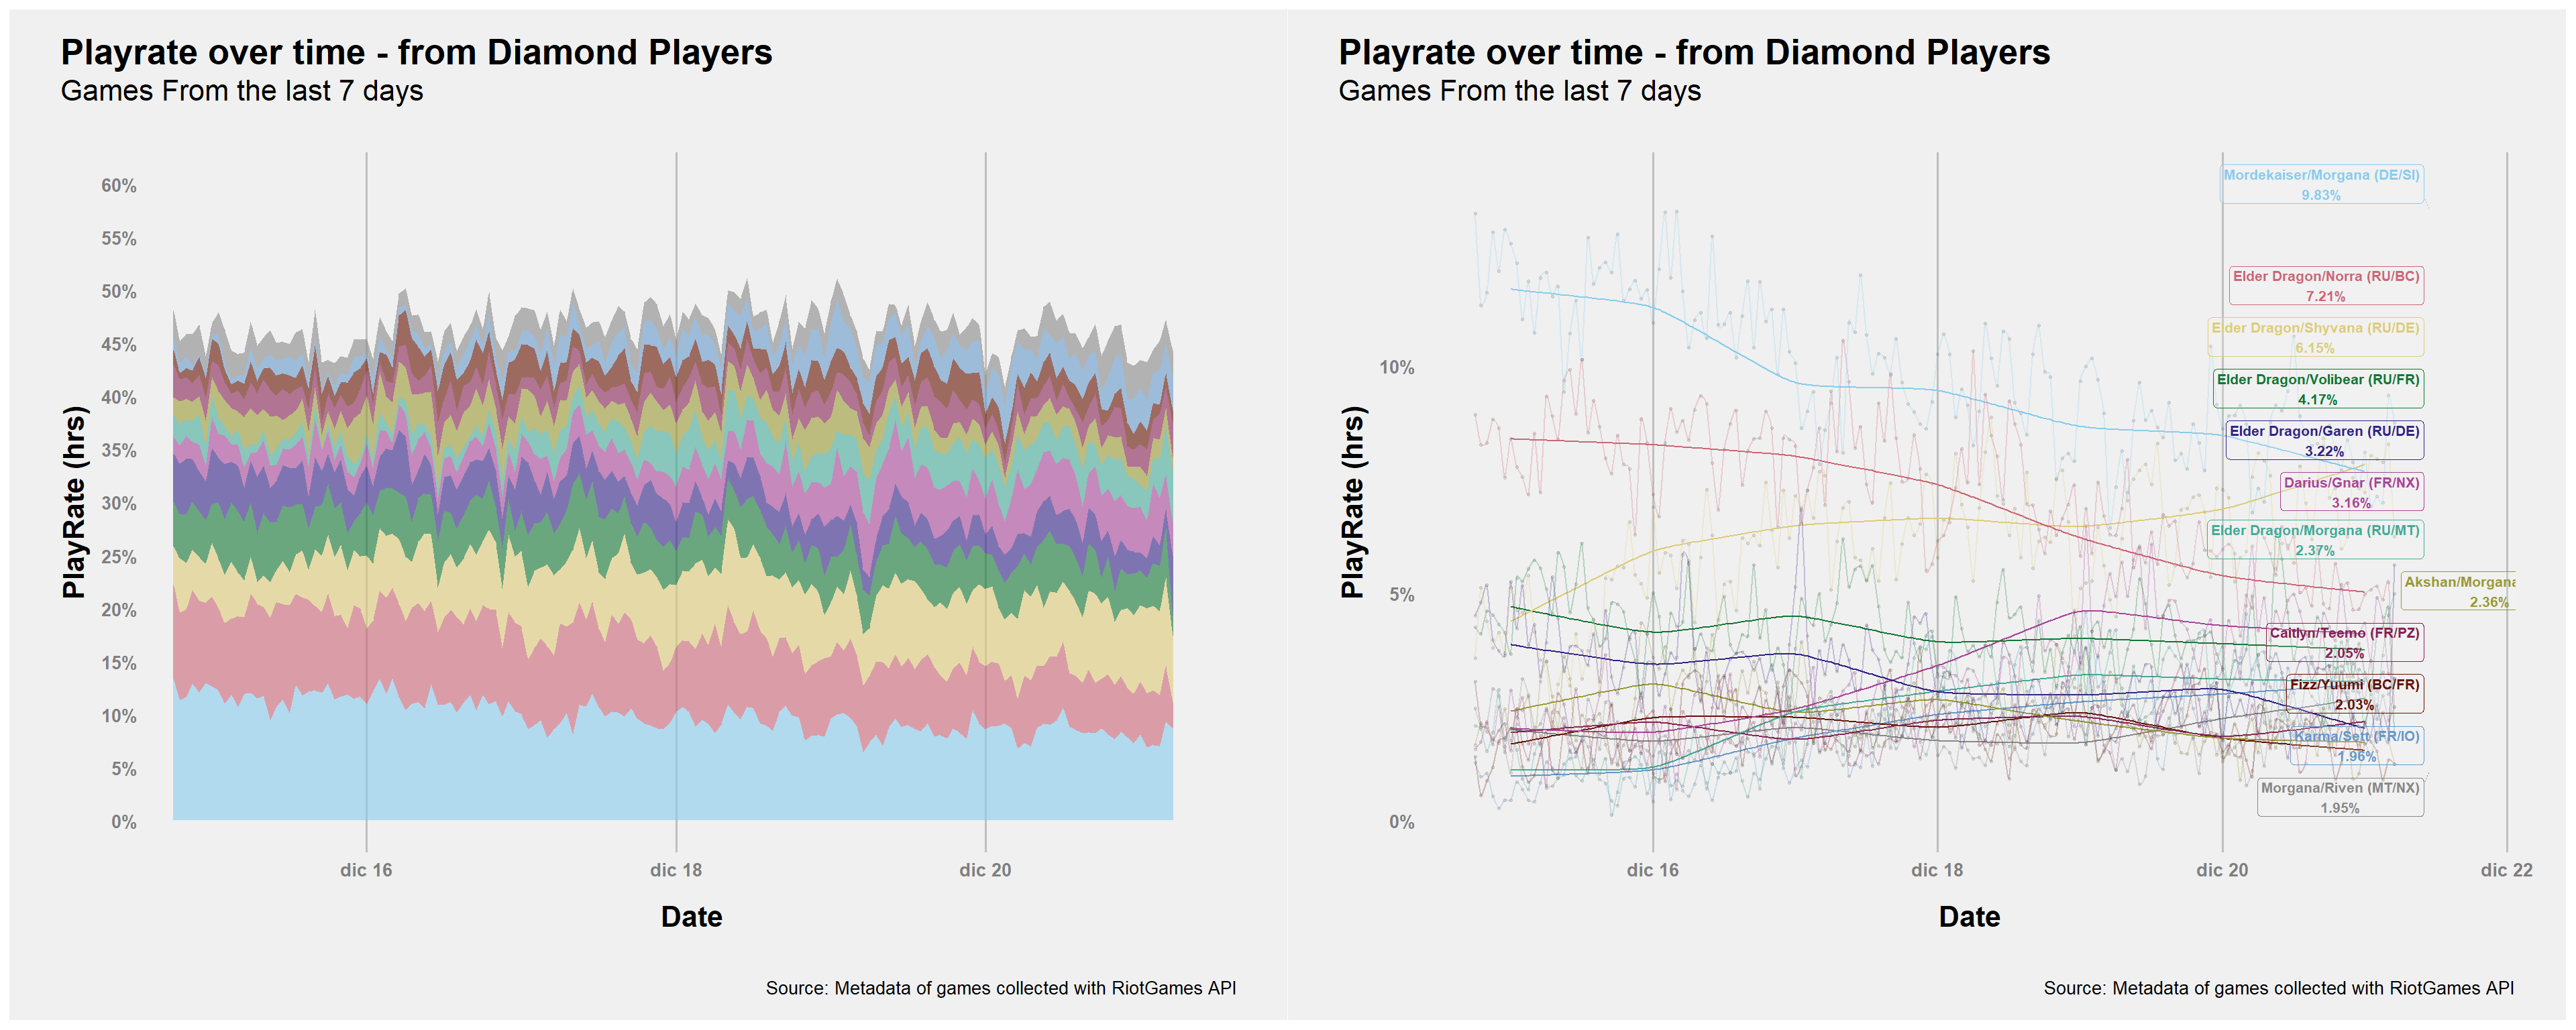 Playrate over time - from Diamond Players
Games From the last 7 days
60%
55%
50%
45%
40%
35%
30%
25%
20%
15%
10%
5%
0%
PlayRate (hrs)
dic 16
dic 18
dic 20
Date
Source: Metadata of games collected with RiotGames API
Playrate over time - from Diamond Players
Games From the last 7 days
10%
5%
0%
PlayRate (hrs)
Mordekaiser/Morgana (DE/SI)
9.83%
Elder Dragon/Norra (RU/BC)
7.21%
Elder Dragon/Shyvana (RU/DE)
6.15%
Elder Dragon/Volibear (RU/FR)
4.17%
Elder Dragon/Garen (RU/DE)
3.22%
Darius/Gnar (FR/NX)
3.16%
Elder Dragon/Morgana (RU/MT)
2.37%
Akshan/Morgana
2.36%
Caitlyn/Teemo (FR/PZ)
2.05%
Fizz/Yuumi (BC/FR)
2.03%
Karma/Sett (FR/IO)
1.96%
Morgana/Riven (MT/NX)
1.95%
dic 16
dic 18
dic 20
dic 22
Date
Source: Metadata of games collected with RiotGames API